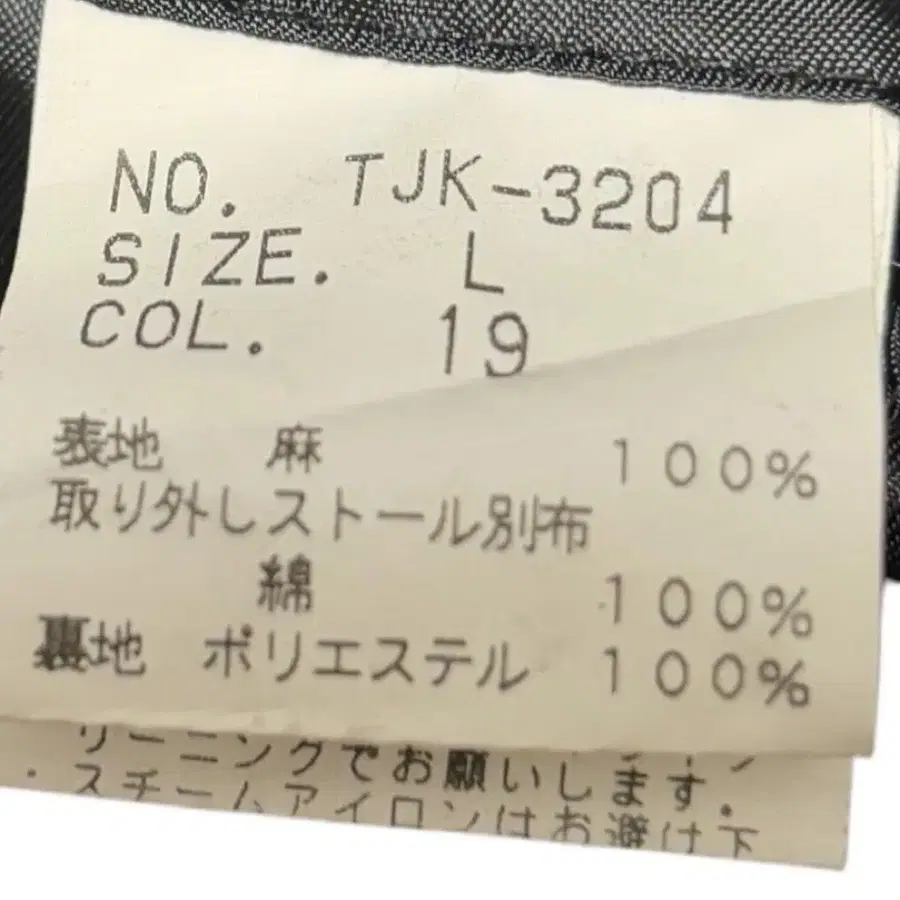 NO. TJK-3204
SIZE. L
COL. 19
表地 麻 100%
取り外しストール別布
綿 100%
裏地 ポリエステル 100%
リーニングでお願いします.
・スチームアイロンはお避け下